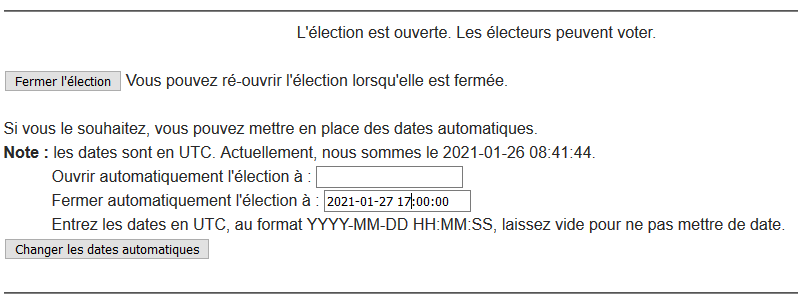 L'élection est ouverte. Les électeurs peuvent voter.
Fermer l'élection Vous pouvez ré-ouvrir l'élection lorsqu'elle est fermée.
Si vous le souhaitez, vous pouvez mettre en place des dates automatiques.
Note : les dates sont en UTC. Actuellement, nous sommes le 2021-01-26 08:41:44.
Ouvrir automatiquement l'élection à :
Fermer automatiquement l'élection à : 2021-01-27 17:00:00
Entrez les dates en UTC, au format YYYY-MM-DD HH:MM:SS, laissez vide pour ne pas mettre de date.
Changer les dates automatiques